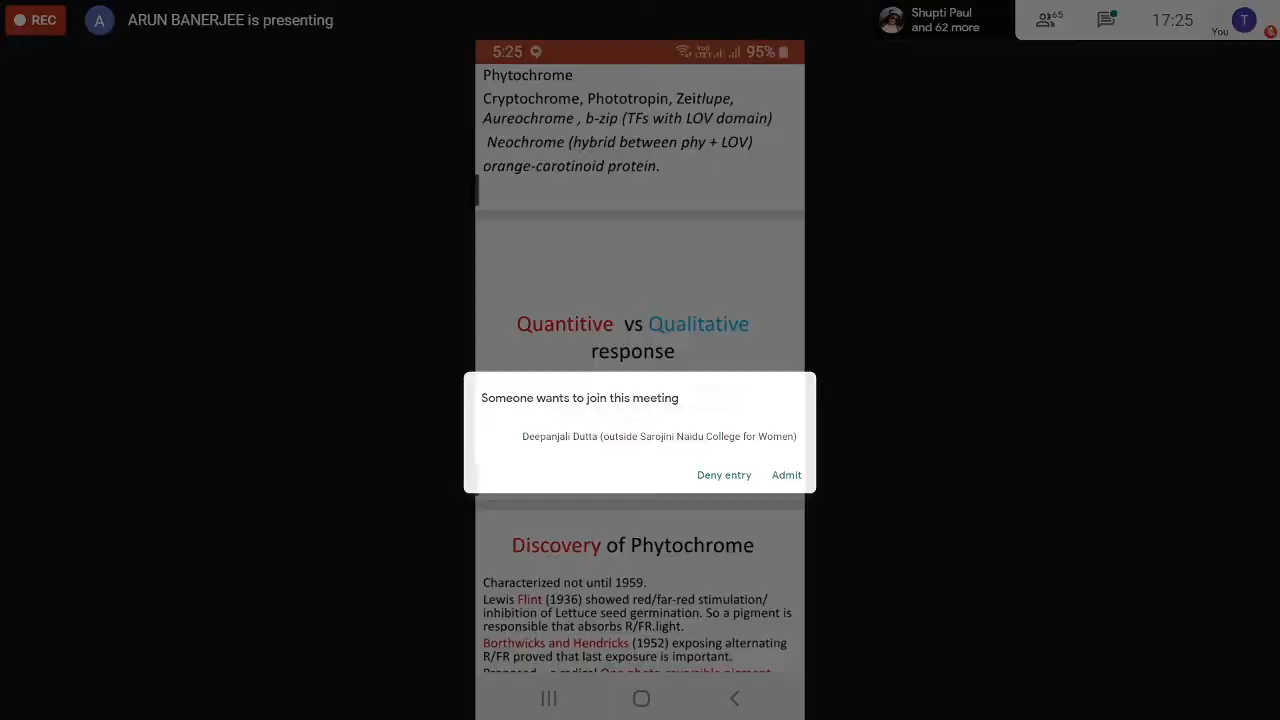 REC
A
ARUN BANERJEE is presenting
Shupti Paul
and 62 more
65
17:25
You
T
5:25
95%
Phytochrome
Cryptochrome, Phototropin, Zeitlupe,
Aureochrome , b-zip (TFs with LOV domain)
Neochrome (hybrid between phy + LOV)
orange-carotinoid protein.
Quantitive vs Qualitative
response
Someone wants to join this meeting
Deepanjali Dutta (outside Sarojini Naidu College for Women)
Deny entry Admit
Discovery of Phytochrome
Characterized not until 1959.
Lewis Flint (1936) showed red/far-red stimulation/
inhibition of Lettuce seed germination. So a pigment is
responsible that absorbs R/FR.light.
Borthwicks and Hendricks (1952) exposing alternating
R/FR proved that last exposure is important.